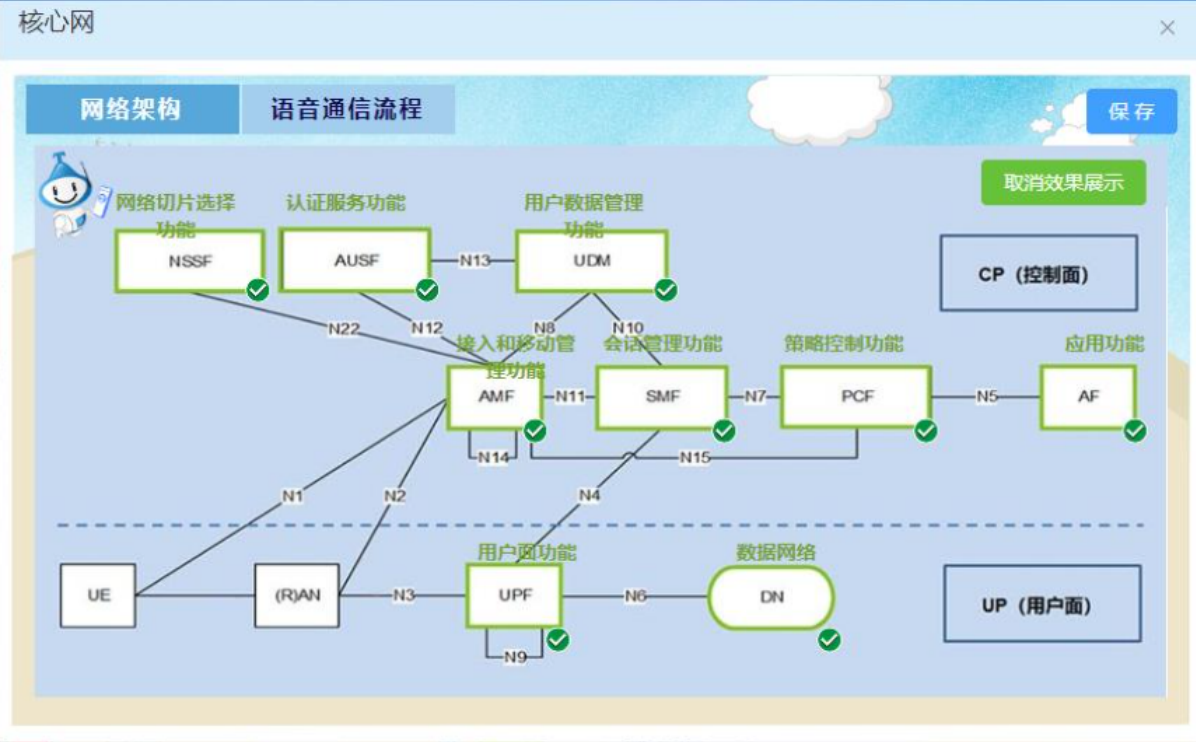 核心网
×
网络架构
语音通信流程
保存
取消效果展示
网络切片选择
功能
认证服务功能
用户数据管理
功能
NSSF
AUSF
N13
UDM
CP（控制面）
N22
N12
N8
N10
接入和移动管
理功能
会话管理功能
策略控制功能
应用功能
AMF
N11
SMF
N7
PCF
N5
AF
N14
N15
N1
N2
N4
用户面功能
数据网络
UE
(R)AN
N3
UPF
N6
DN
UP（用户面）
N9